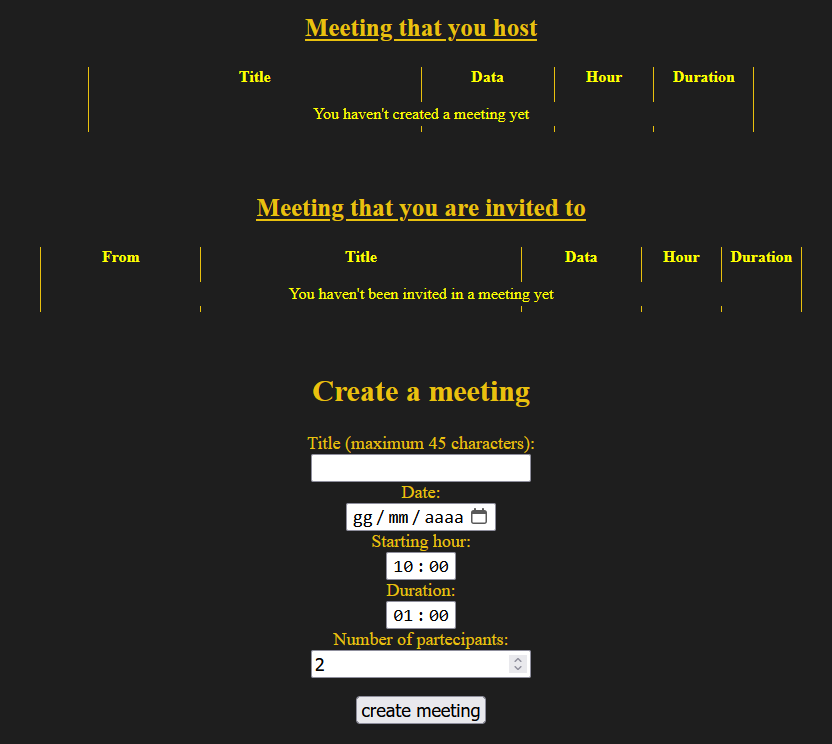 Meeting that you host
Title Data Hour Duration
You haven't created a meeting yet
Meeting that you are invited to
From Title Data Hour Duration
You haven't been invited in a meeting yet
Create a meeting
Title (maximum 45 characters):
Date:
gg/mm/aaaa
Starting hour:
10:00
Duration:
01:00
Number of partecipants:
2
create meeting